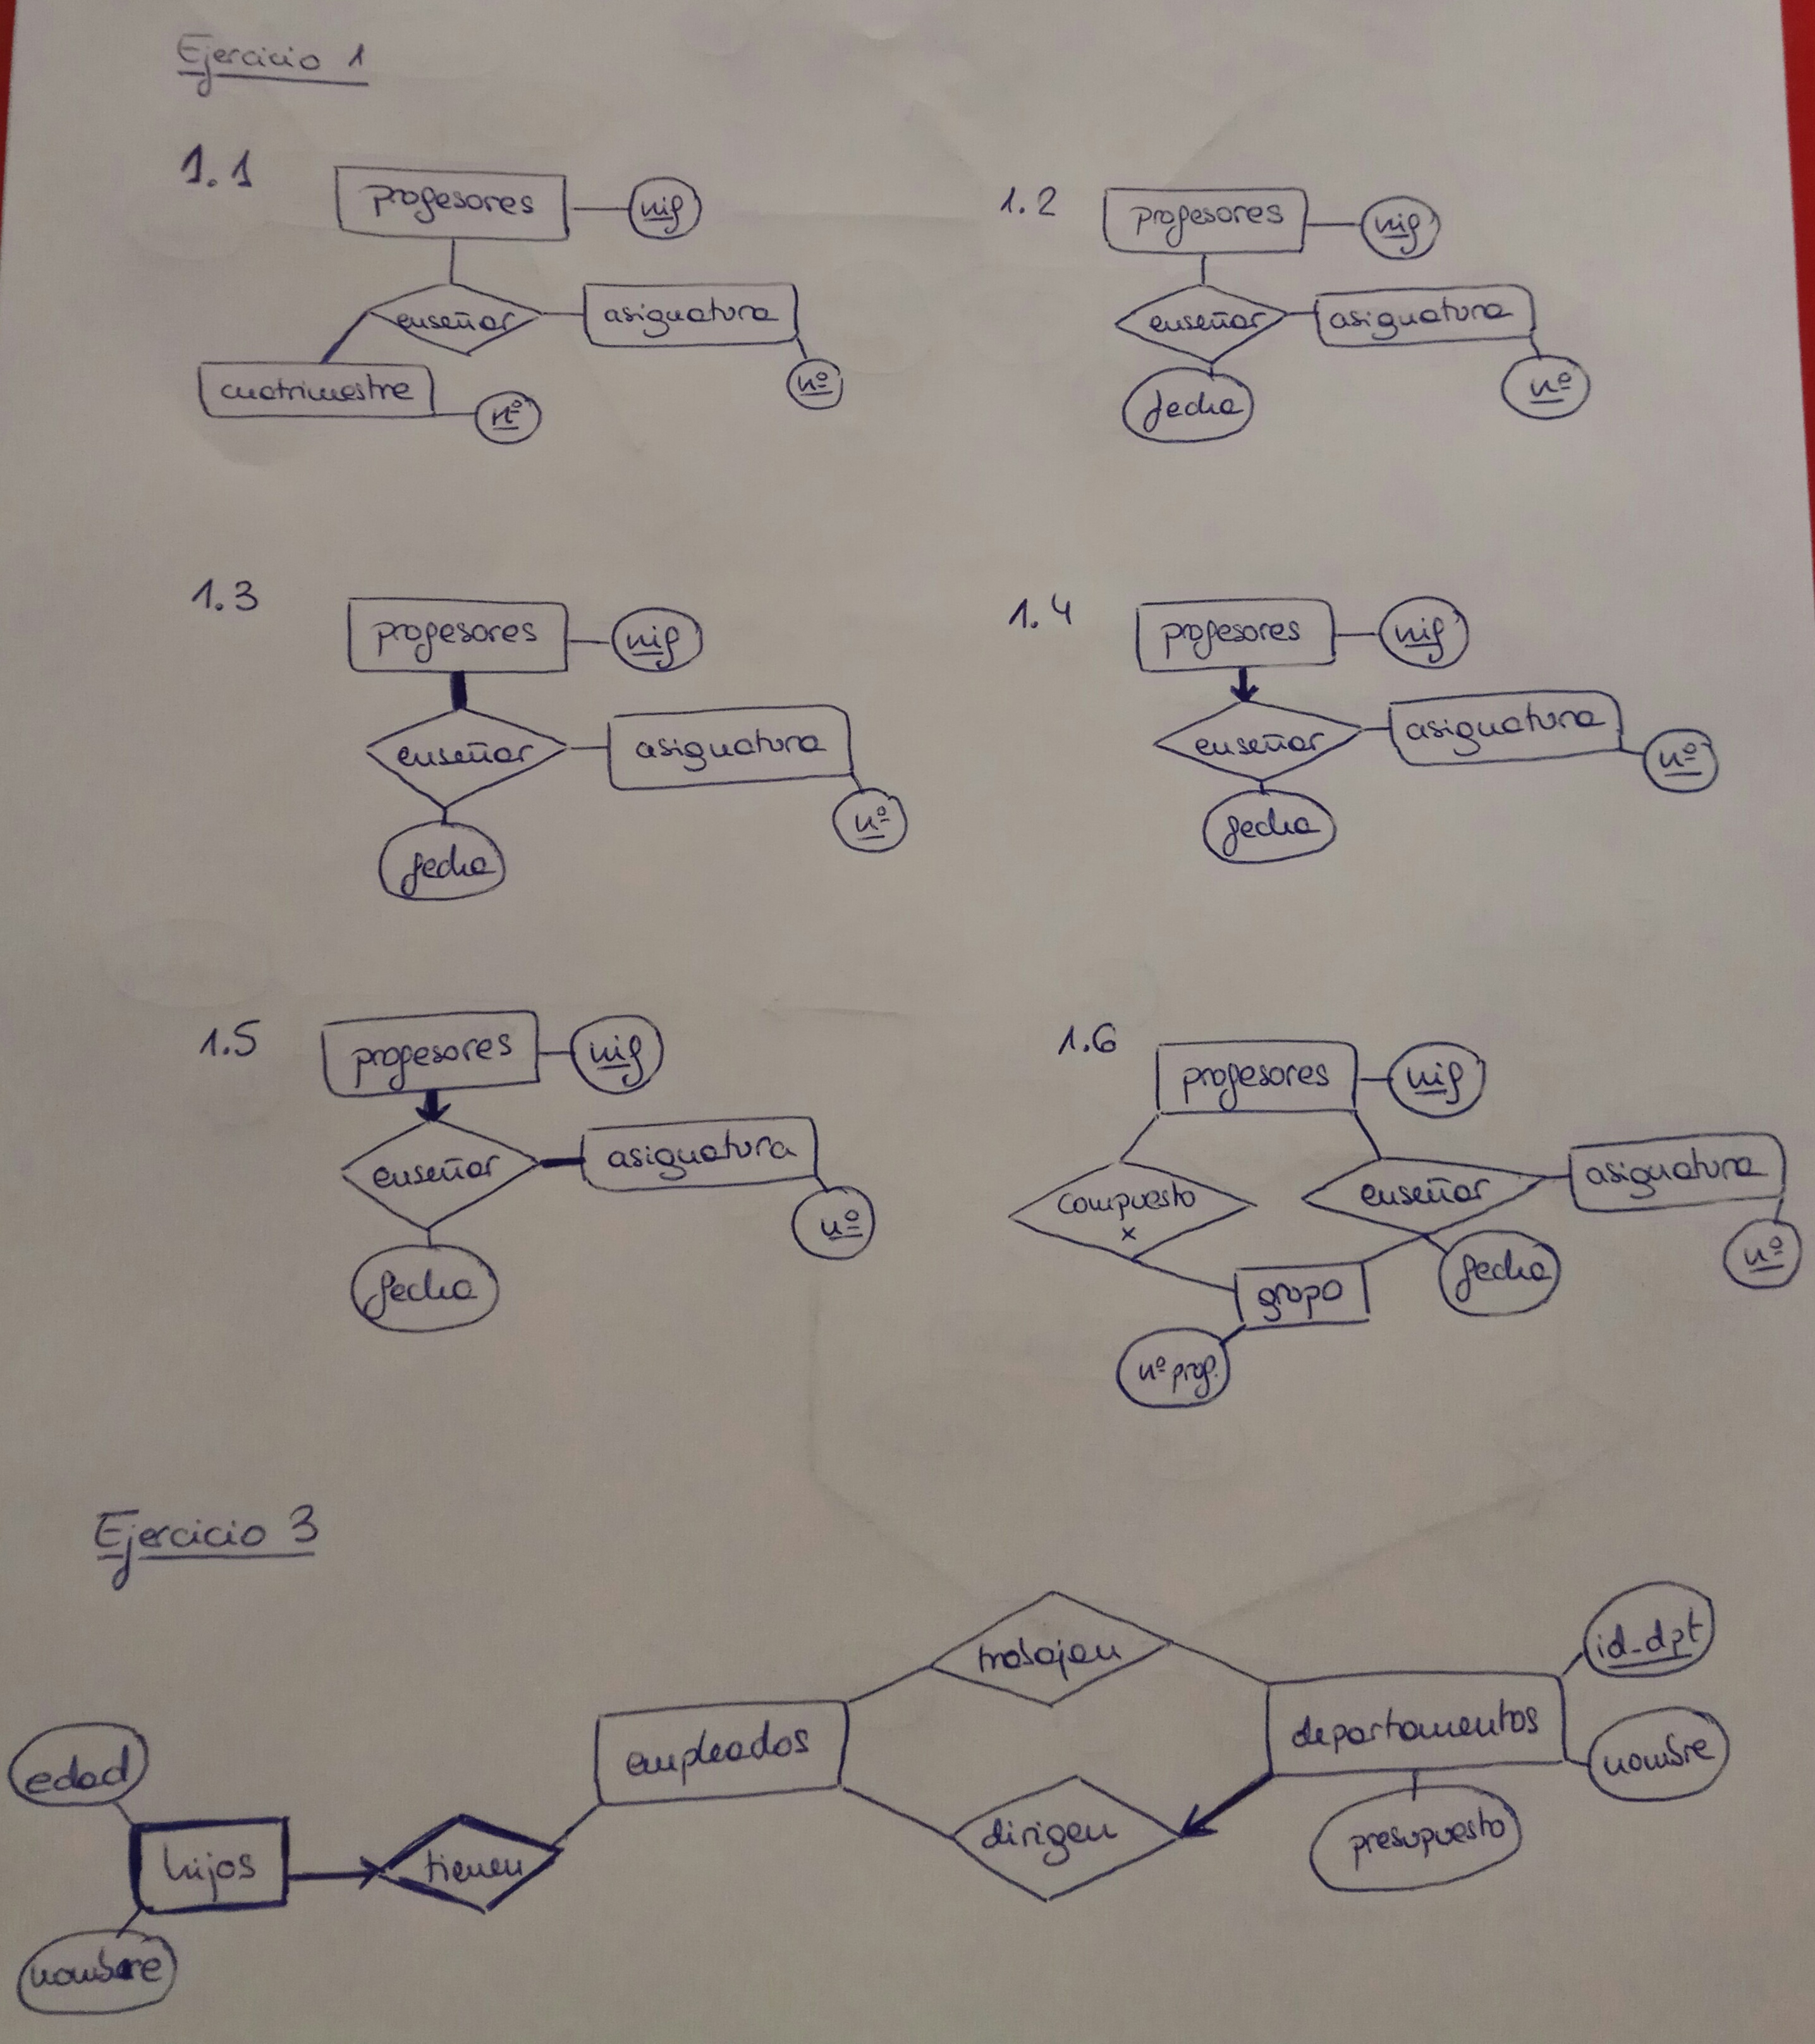 Ejercicio 1
1.1
profesores
nif
enseñar
asignatura
nº
cuatrimestre
nº
1.2
profesores
nif
enseñar
asignatura
nº
fecha
1.3
profesores
nif
enseñar
asignatura
nº
fecha
1.4
profesores
nif
enseñar
asignatura
nº
fecha
1.5
profesores
nif
enseñar
asignatura
nº
fecha
1.6
profesores
nif
compuesto
x
enseñar
asignatura
nº
fecha
grupo
nº prof.
Ejercicio 3
trabajan
id_dpt
empleados
departamentos
nombre
edad
dirigen
presupuesto
hijos
tienen
nombre